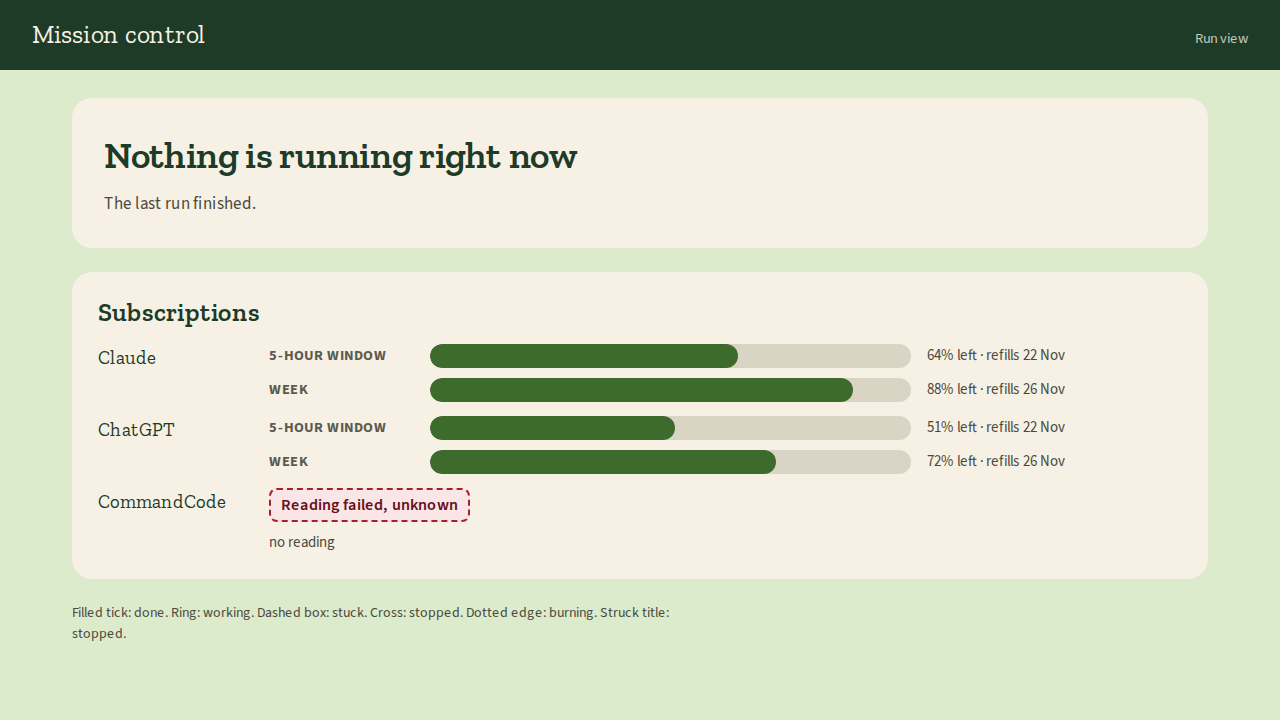 Mission control
Run view
Nothing is running right now
The last run finished.
Subscriptions
Claude
5-HOUR WINDOW
64% left · refills 22 Nov
WEEK
88% left · refills 26 Nov
ChatGPT
5-HOUR WINDOW
51% left · refills 22 Nov
WEEK
72% left · refills 26 Nov
CommandCode
Reading failed, unknown
no reading
Filled tick: done. Ring: working. Dashed box: stuck. Cross: stopped. Dotted edge: burning. Struck title:
stopped.